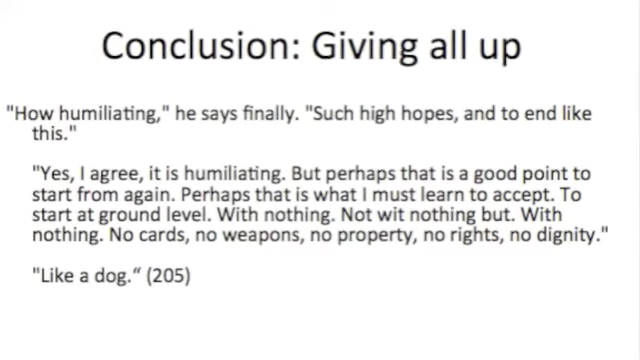 Conclusion: Giving all up
"How humiliating," he says finally. "Such high hopes, and to end like
this."
"Yes, I agree, it is humiliating. But perhaps that is a good point to
start from again. Perhaps that is what I must learn to accept. To
start at ground level. With nothing. Not wit nothing but. With
nothing. No cards, no weapons, no property, no rights, no dignity."
"Like a dog.“ (205)